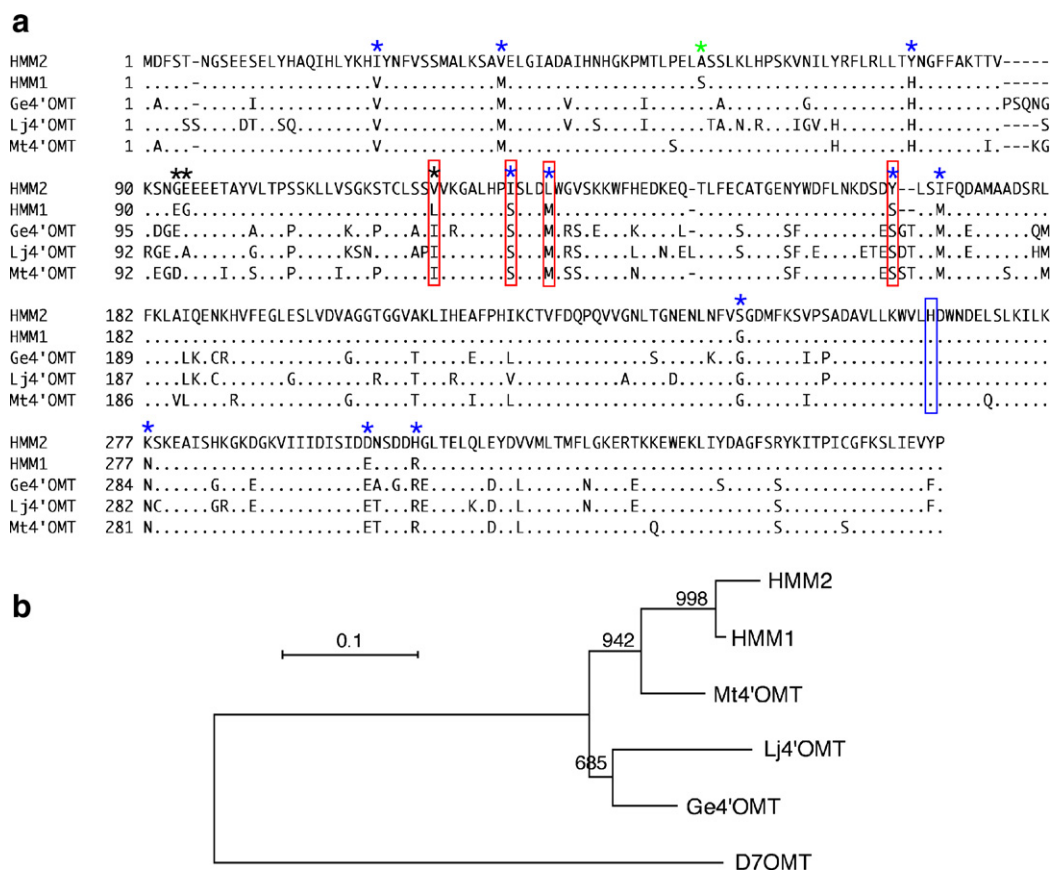 a
* * * *
HMM2 1 MDFST-NGSEESELYHAQIHLYKHIYNFVSSMALKSAVELGIADAIHNHGKPMTLPELASSLKLHPSKVNILYRFLRLLTYNGFFAKTTV-----
HMM1 1 .....-..................V............M....................S.....................H.........-----
Ge4'OMT 1 .A...-.....I............V............M......V.......I.......A........G..........H.........PSQNG
Lj4'OMT 1 ....SS....DT..SQ........V............M......V..S....I......TA.N.R...IGV.H.......H.........----S
Mt4'OMT 1 .A...-..................V............M.................S........................H.......I.---KG
** * * * * *
HMM2 90 KSNGEEEETAYVLTPSSKLLVSGKSTCLSSVVKGALHPISLDLWGVSKKWFHEDKEQ-TLFECATGENYWDFLNKDSDY--LSIFQDAMAADSRL
HMM1 90 ...EG.........................L.......S...M..............-....................S--..M...........
Ge4'OMT 95 .DGE.......A...P.....K..P...A.I.R.....S...M.RS.E...K....L-....S....SF........ESGT..M..E......QM
Lj4'OMT 92 RGE.A......G...P.....KSN....API.......S...M.RS.....L..N.EL....S....SF.E....ETESDT..M..E......HM
Mt4'OMT 92 .EGD....I..S...P....I...P...A.I.......S...M.SS.....N.....-....S....SF........ESST..M......S...M
*
HMM2 182 FKLAIQENKHVFEGLESLVDVAGGTGGVAKLIHEAFPHIKCTVFDQPQVVGNLTGNENLNFVSGDMFKSVPSADAVLLKWVLHDWNDELSLKILK
HMM1 182 ..............................................................G................................
Ge4'OMT 189 ....LK.CR............G......T.....E...L..............S.....K..G......I.P.......................
Lj4'OMT 187 ....LK.C.......G........R...T...R.....V...........A....D......G........P.......................
Mt4'OMT 186 ...VL....R...........G......T.....I...L.......................G......I..................Q......
* * *
HMM2 277 KSKEAISHKGKDGKVIIIDISIDDNSDDHGLTELQLEYDVVMLTMFLGKERTKKEWEKLIYDAGFSRYKITPICGFKSLIEVYP
HMM1 277 N......................E....R.......................................................
Ge4'OMT 284 N......G...E...........EA.G.RE......D..L......N....E........S.....S...............F.
Lj4'OMT 282 NC.....GR..E...........ET...RE....K.D..L......N....E..............S...............F.
Mt4'OMT 281 N......................ET...R.......D..L.............Q............S......S..........
b
0.1
998
942
685
HMM2
HMM1
Mt4'OMT
Lj4'OMT
Ge4'OMT
D7OMT